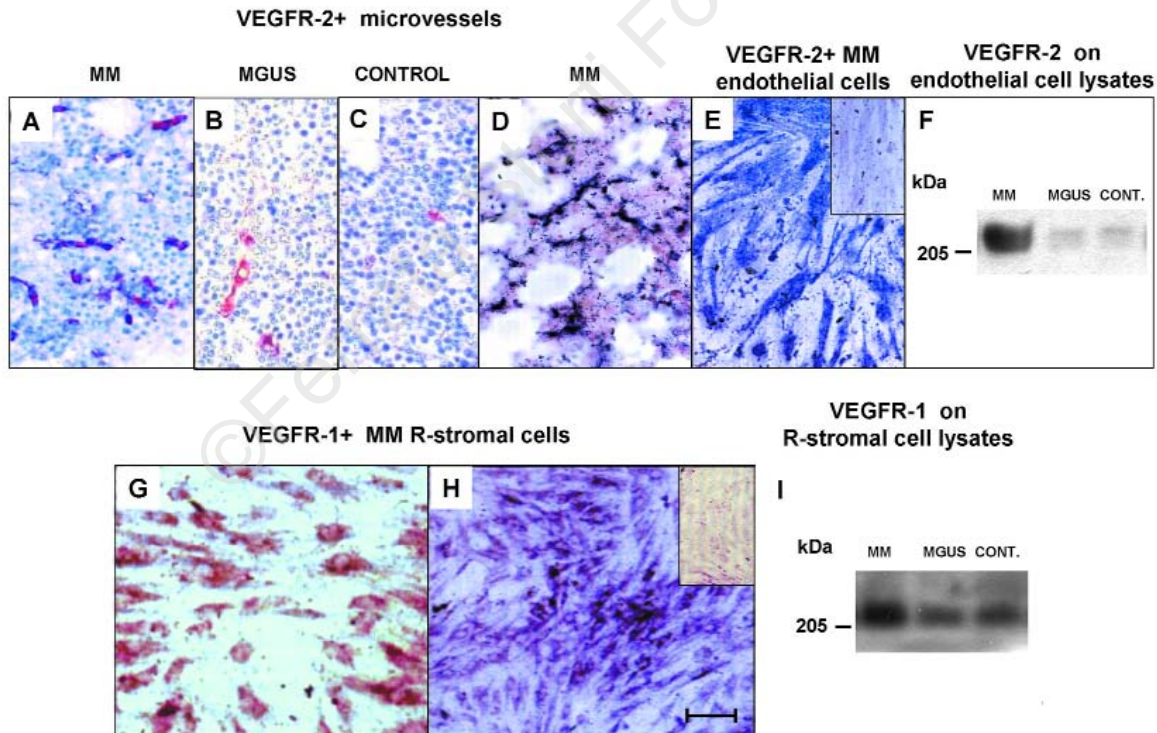 VEGFR-2+ microvessels
MM
MGUS
CONTROL
MM
VEGFR-2+ MM
endothelial cells
VEGFR-2 on
endothelial cell lysates
A
B
C
D
E
F
kDa
MM MGUS CONT.
205
VEGFR-1+ MM R-stromal cells
VEGFR-1 on
R-stromal cell lysates
G
H
I
kDa
MM MGUS CONT.
205